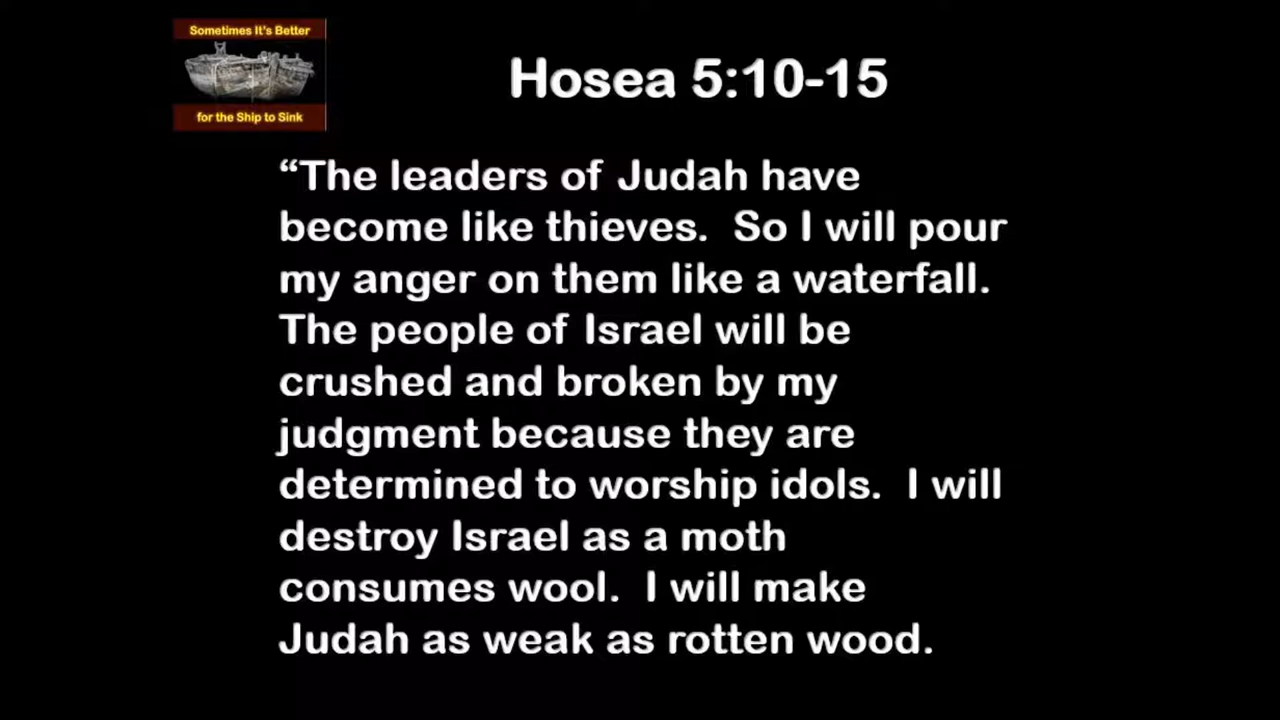 Sometimes It's Better
for the Ship to Sink
Hosea 5:10-15
“The leaders of Judah have
become like thieves. So I will pour
my anger on them like a waterfall.
The people of Israel will be
crushed and broken by my
judgment because they are
determined to worship idols. I will
destroy Israel as a moth
consumes wool. I will make
Judah as weak as rotten wood.